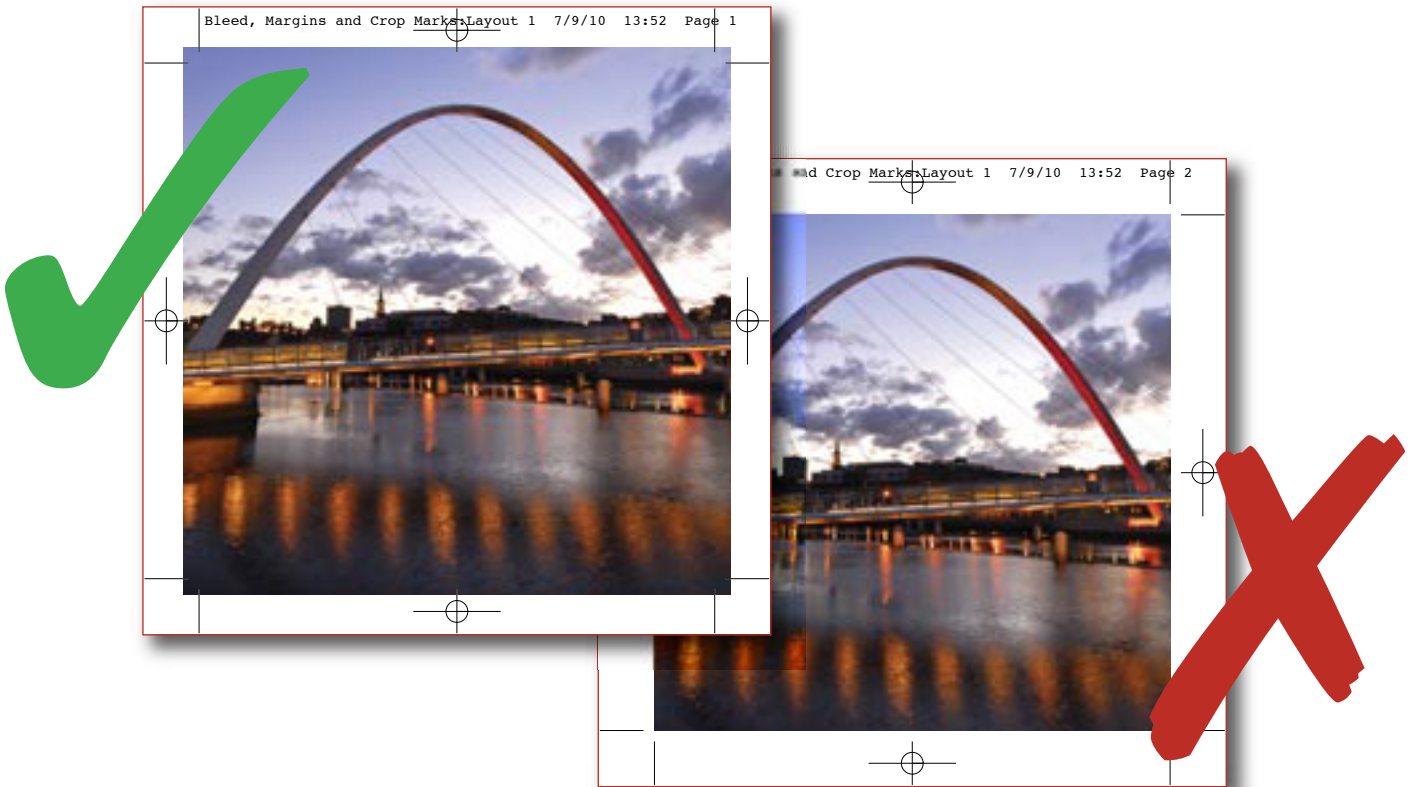 Bleed, Margins and Crop Marks:Layout 1 7/9/10 13:52 Page 1
and Crop Marks:Layout 1 7/9/10 13:52 Page 2